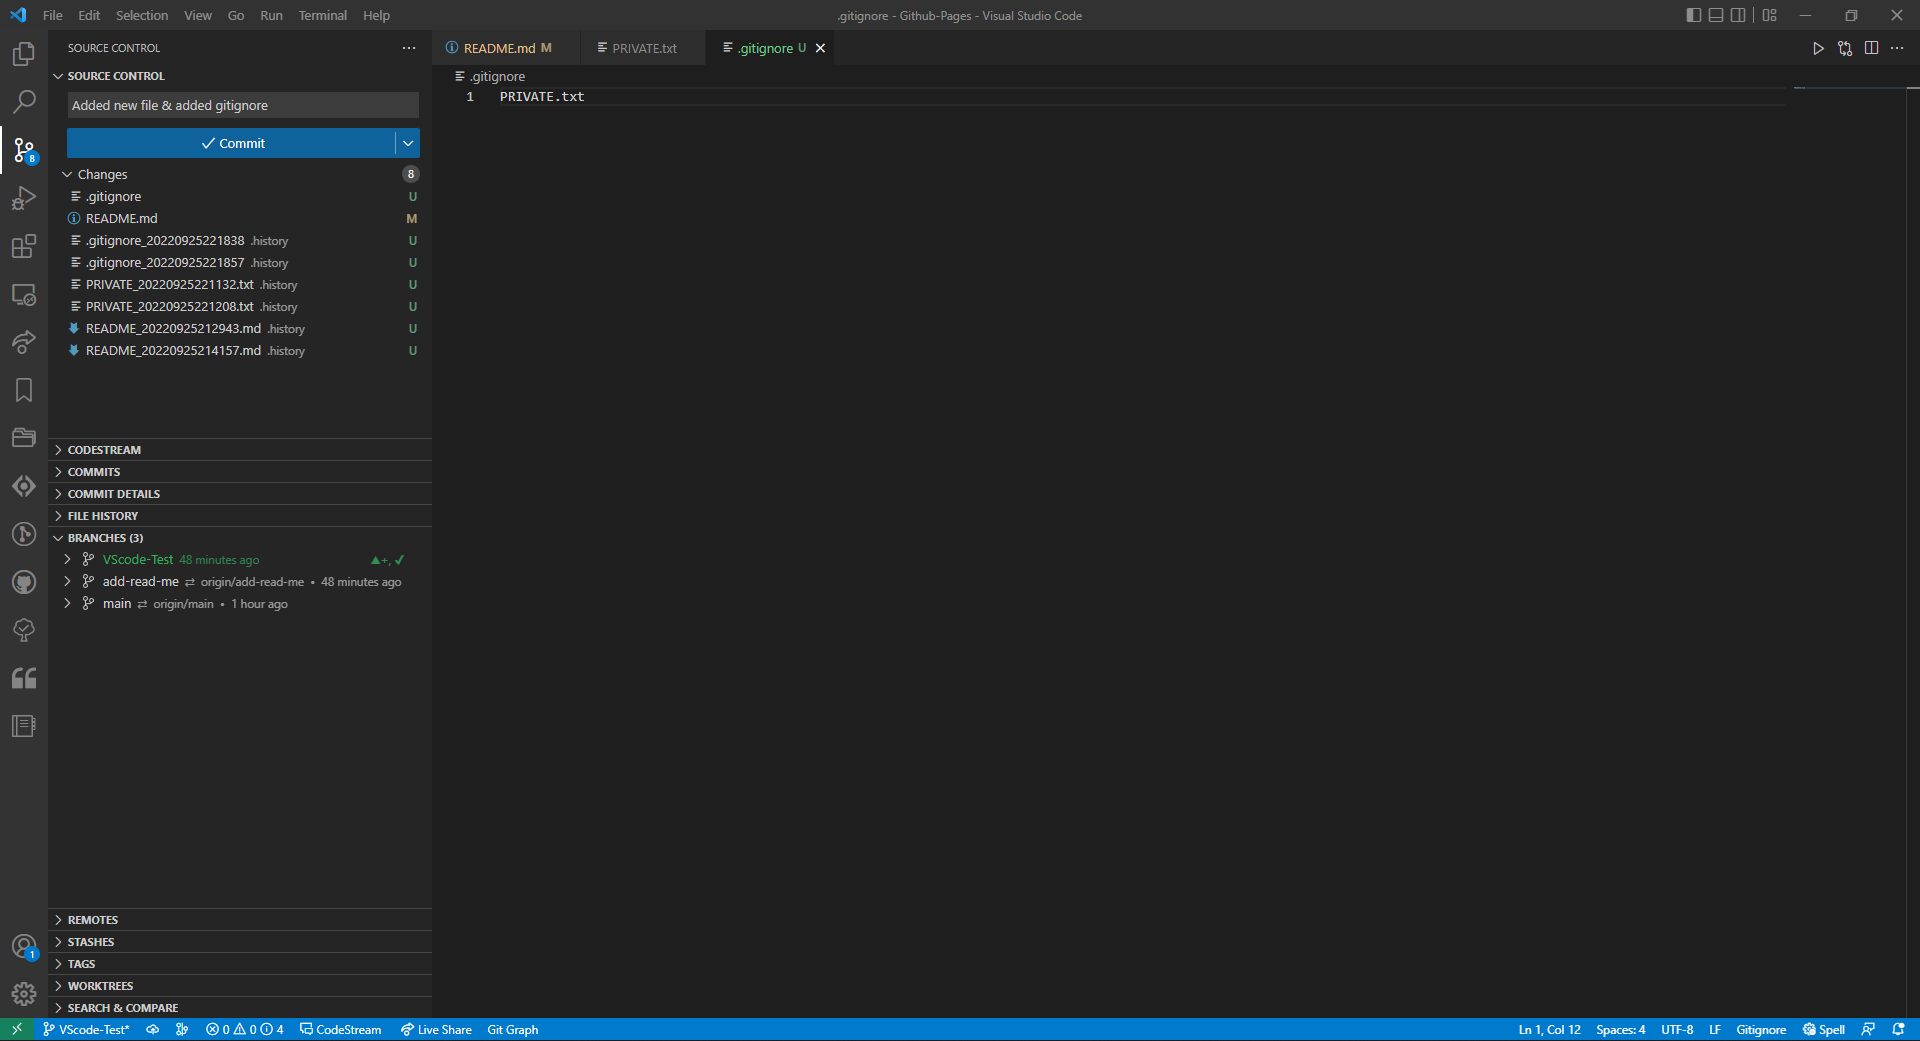 File Edit Selection View Go Run Terminal Help
.gitignore - Github-Pages - Visual Studio Code
SOURCE CONTROL
SOURCE CONTROL
Added new file & added gitignore
Commit
Changes 8
.gitignore U
README.md M
.gitignore_20220925221838 .history U
.gitignore_20220925221857 .history U
PRIVATE_20220925221132.txt .history U
PRIVATE_20220925221208.txt .history U
README_20220925212943.md .history U
README_20220925214157.md .history U
CODESTREAM
COMMITS
COMMIT DETAILS
FILE HISTORY
BRANCHES (3)
VScode-Test 48 minutes ago
add-read-me ⇄ origin/add-read-me • 48 minutes ago
main ⇄ origin/main • 1 hour ago
REMOTES
STASHES
TAGS
WORKTREES
SEARCH & COMPARE
8
1
README.md M
PRIVATE.txt
.gitignore U
.gitignore
1 PRIVATE.txt
VScode-Test* 0 0 4 CodeStream Live Share Git Graph
Ln 1, Col 12 Spaces: 4 UTF-8 LF Gitignore Spell